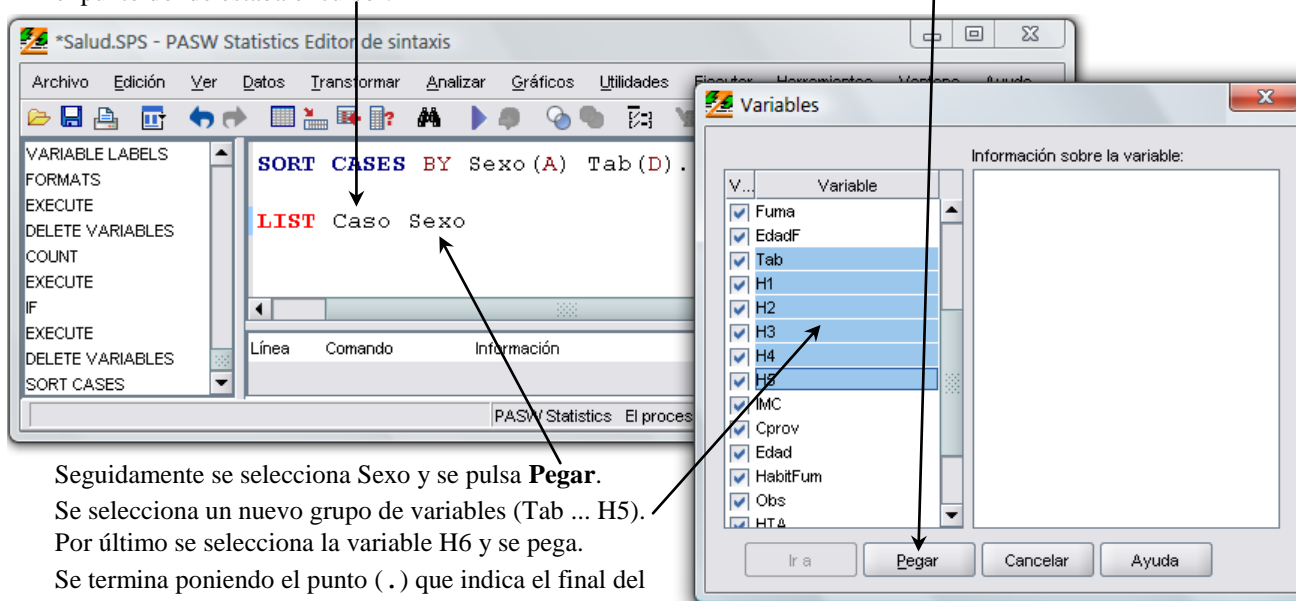 *Salud.SPS - PASW Statistics Editor de sintaxis
Archivo Edición Ver Datos Transformar Analizar Gráficos Utilidades
VARIABLE LABELS
FORMATS
EXECUTE
DELETE VARIABLES
COUNT
EXECUTE
IF
EXECUTE
DELETE VARIABLES
SORT CASES
SORT CASES BY Sexo(A) Tab(D).
LIST Caso Sexo
Línea Comando Información
PASW Statistics El proces
Variables
Información sobre la variable:
V... Variable
Fuma
EdadF
Tab
H1
H2
H3
H4
H5
IMC
Cprov
Edad
HabitFum
Obs
HTA
Ir a Pegar Cancelar Ayuda
Seguidamente se selecciona Sexo y se pulsa Pegar.
Se selecciona un nuevo grupo de variables (Tab ... H5).
Por último se selecciona la variable H6 y se pega.
Se termina poniendo el punto (.) que indica el final del